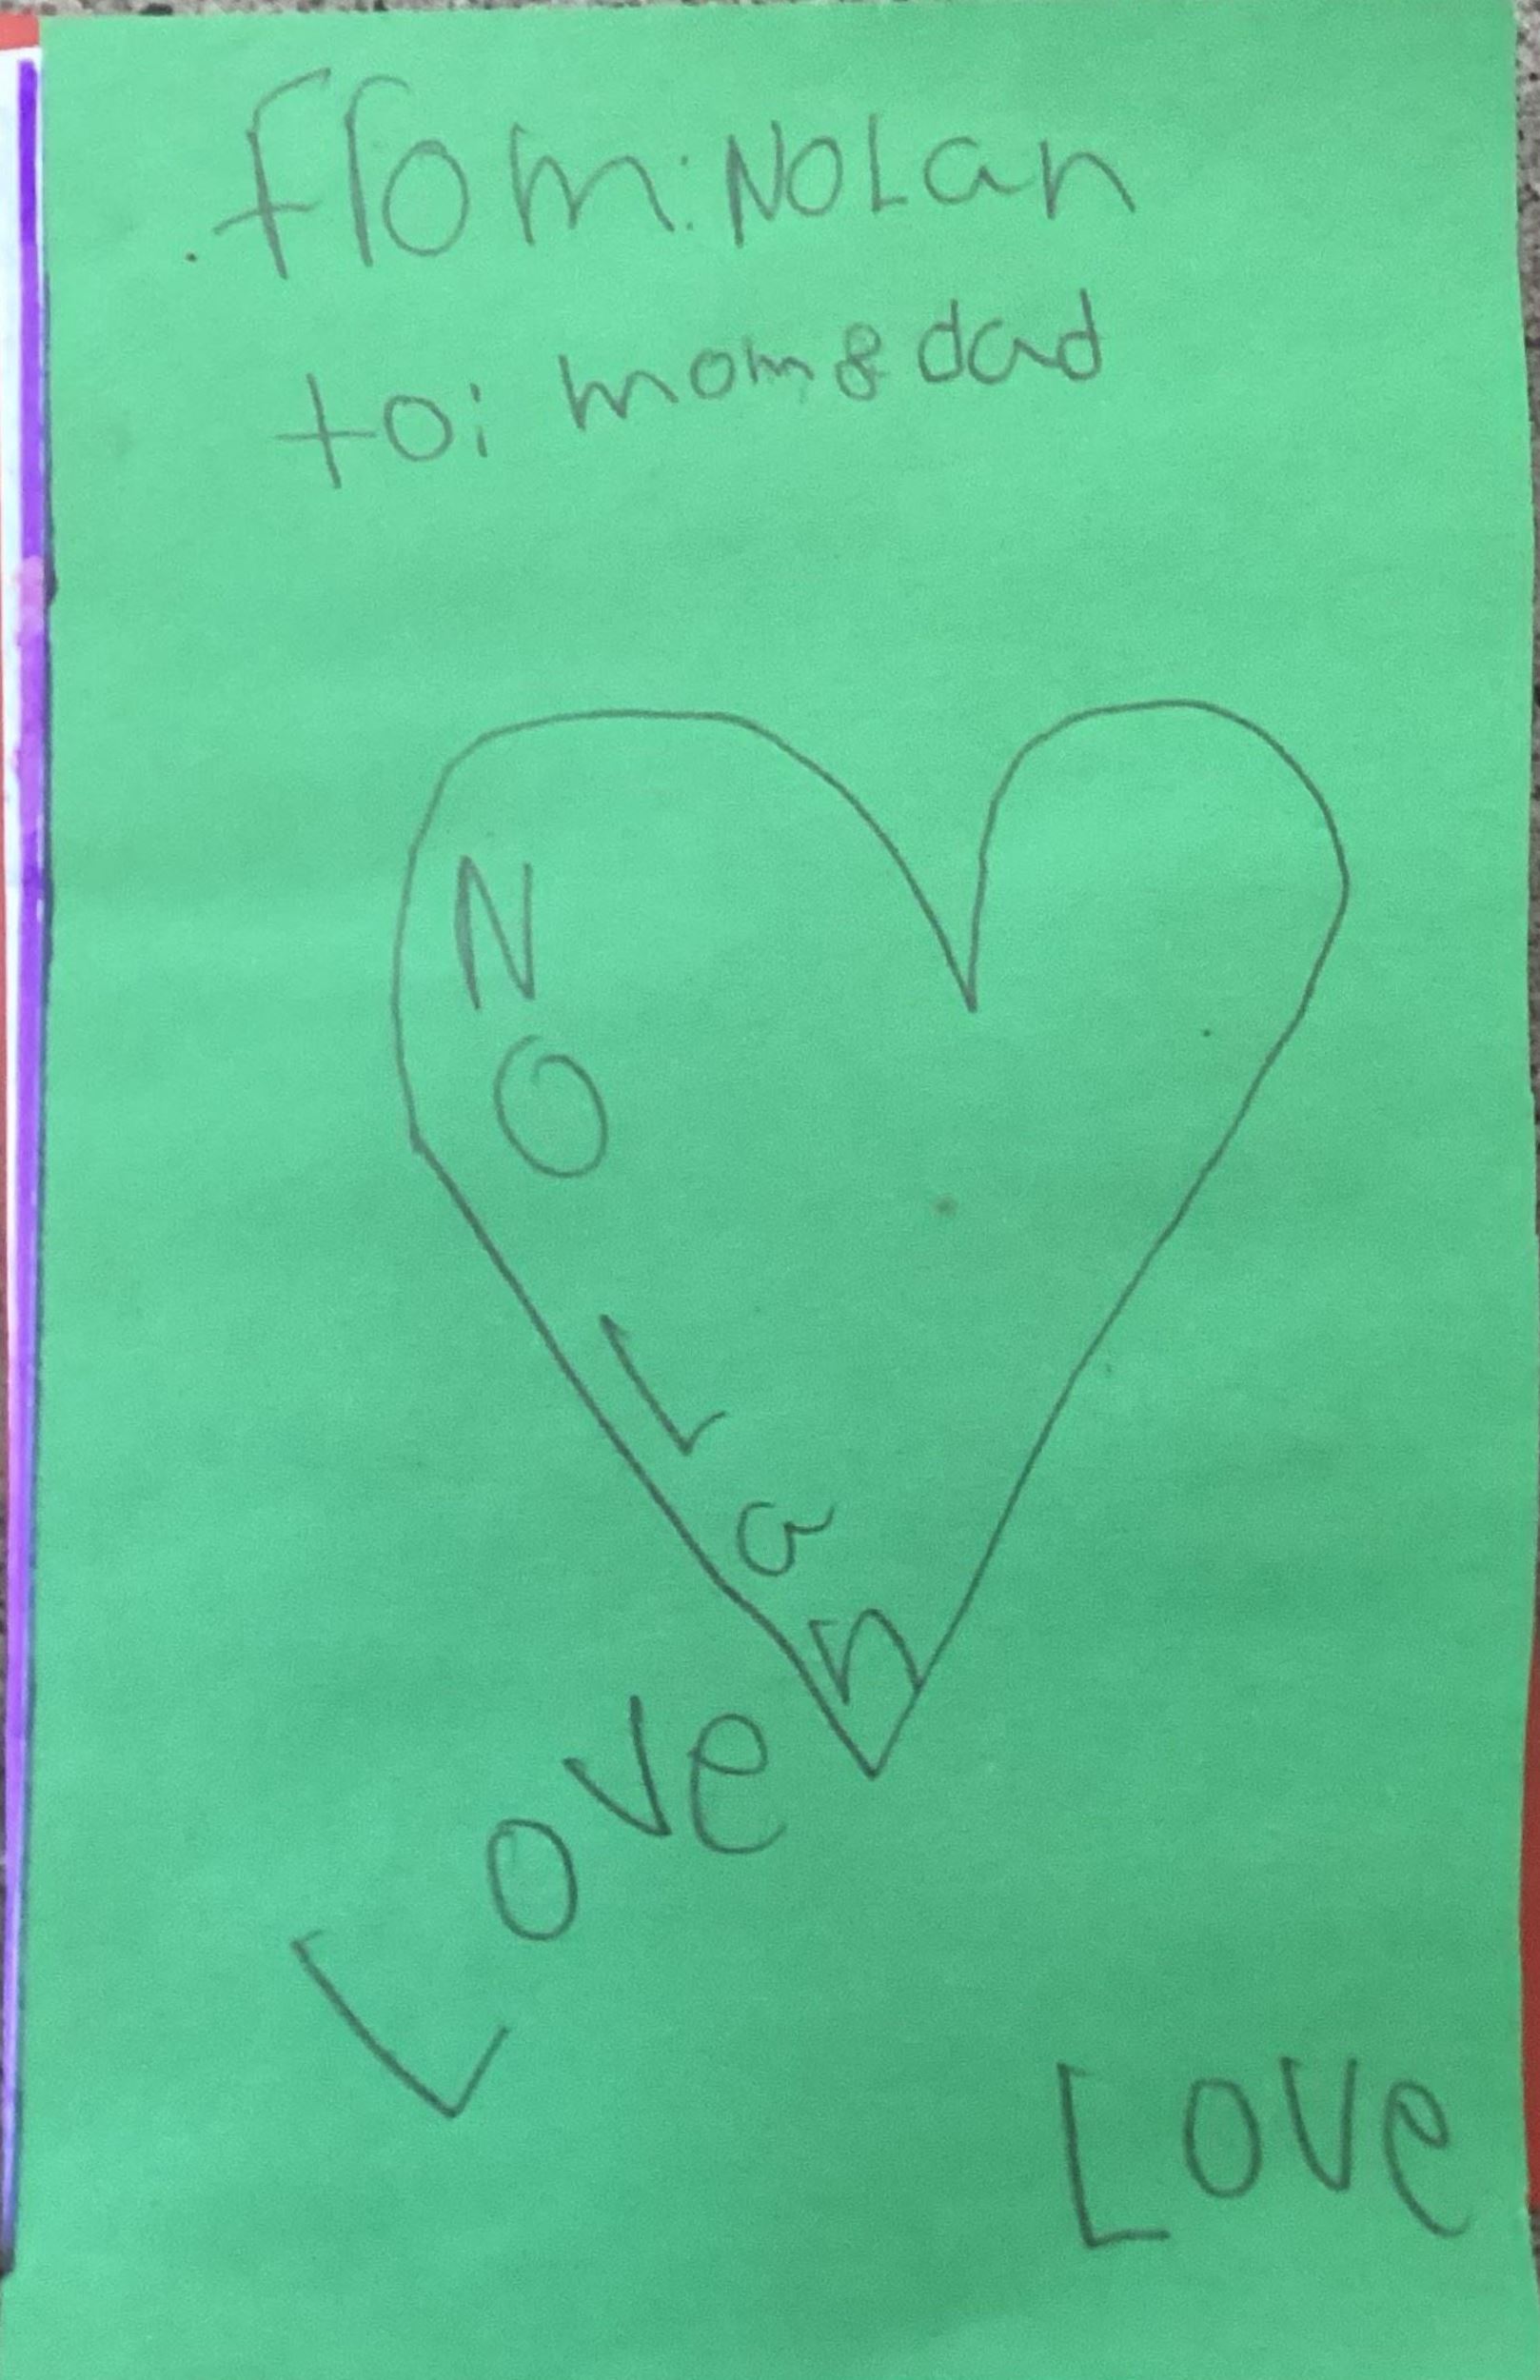 from: NoLan
to: mom & dad
NOLan
Love
Love